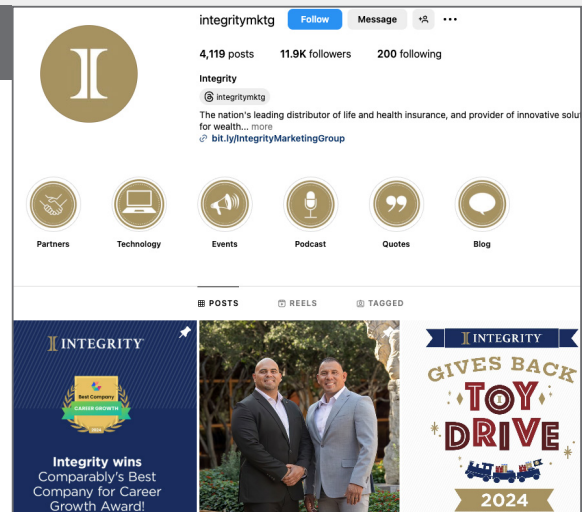 integritymktg Follow Message
4,119 posts 11.9K followers 200 following
Integrity
integritymktg
The nation's leading distributor of life and health insurance, and provider of innovative
for wealth... more
bit.ly/IntegrityMarketingGroup
Partners Technology Events Podcast Quotes Blog
POSTS REELS TAGGED
INTEGRITY
Best Company
CAREER GROWTH
2024
Integrity wins
Comparably's Best
Company for Career
Growth Award!
INTEGRITY
GIVES BACK
TOY
DRIVE
2024